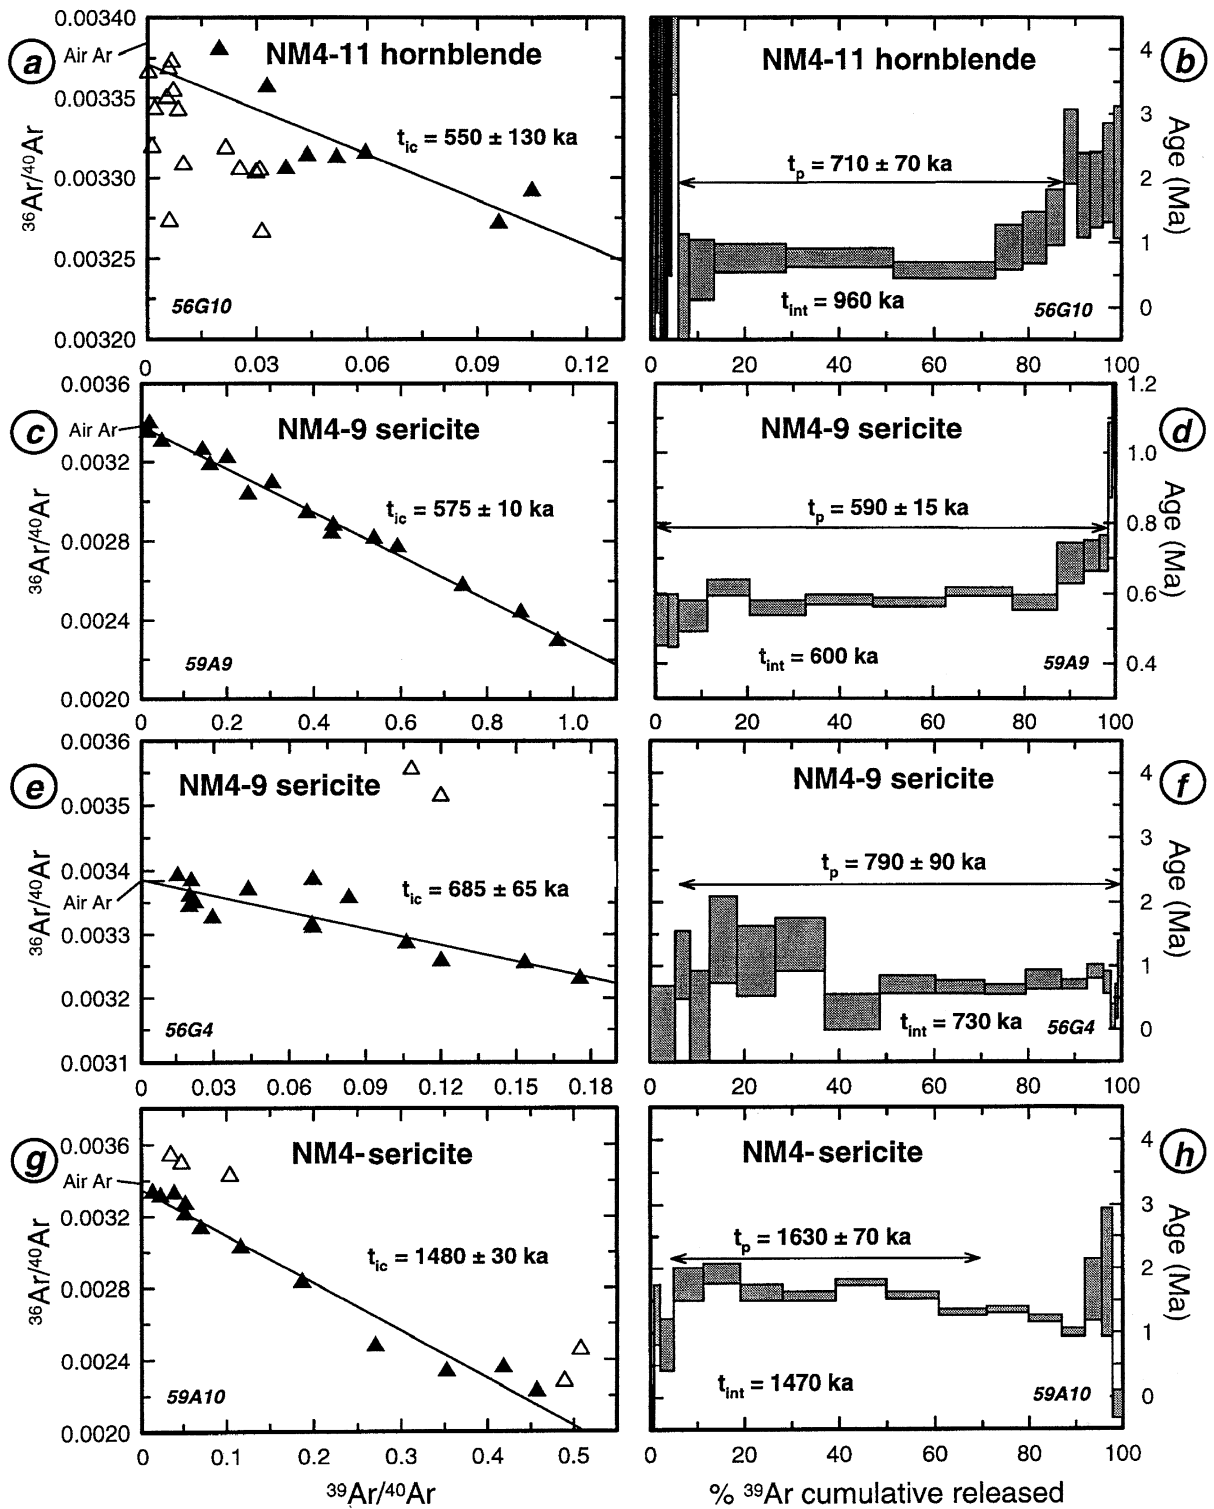 a
Air Ar
NM4-11 hornblende
t_ic = 550 ± 130 ka
56G10
³⁶Ar/⁴⁰Ar
0.00340
0.00335
0.00330
0.00325
0.00320
0
0.03
0.06
0.09
0.12
b
NM4-11 hornblende
t_p = 710 ± 70 ka
t_int = 960 ka
56G10
Age (Ma)
4
3
2
1
0
0
20
40
60
80
100
c
Air Ar
NM4-9 sericite
t_ic = 575 ± 10 ka
59A9
³⁶Ar/⁴⁰Ar
0.0036
0.0032
0.0028
0.0024
0.0020
0
0.2
0.4
0.6
0.8
1.0
d
NM4-9 sericite
t_p = 590 ± 15 ka
t_int = 600 ka
59A9
Age (Ma)
1.2
1.0
0.8
0.6
0.4
0
20
40
60
80
100
e
Air Ar
NM4-9 sericite
t_ic = 685 ± 65 ka
56G4
³⁶Ar/⁴⁰Ar
0.0036
0.0035
0.0034
0.0033
0.0032
0.0031
0
0.03
0.06
0.09
0.12
0.15
0.18
f
NM4-9 sericite
t_p = 790 ± 90 ka
t_int = 730 ka
56G4
Age (Ma)
4
3
2
1
0
0
20
40
60
80
100
g
Air Ar
NM4-sericite
t_ic = 1480 ± 30 ka
59A10
³⁶Ar/⁴⁰Ar
0.0036
0.0032
0.0028
0.0024
0.0020
0
0.1
0.2
0.3
0.4
0.5
³⁹Ar/⁴⁰Ar
h
NM4-sericite
t_p = 1630 ± 70 ka
t_int = 1470 ka
59A10
Age (Ma)
4
3
2
1
0
0
20
40
60
80
100
% ³⁹Ar cumulative released